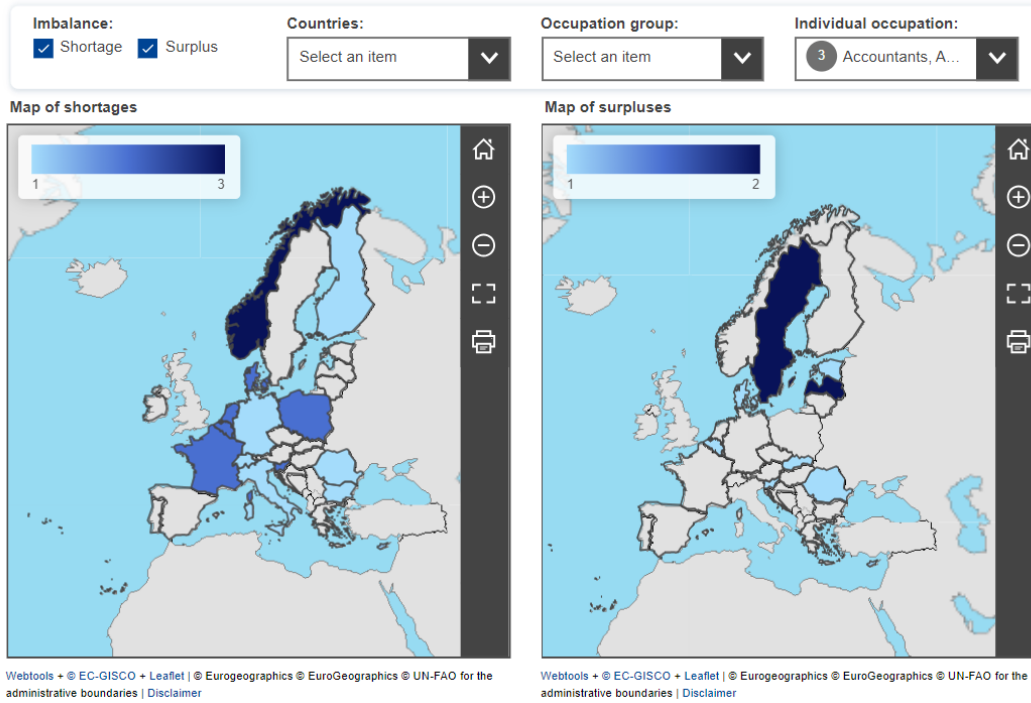 Imbalance:
Shortage Surplus
Countries:
Select an item
Occupation group:
Select an item
Individual occupation:
3 Accountants, A...
Map of shortages
1 3
Webtools + © EC-GISCO + Leaflet | © Eurogeographics © EuroGeographics © UN-FAO for the
administrative boundaries | Disclaimer
Map of surpluses
1 2
Webtools + © EC-GISCO + Leaflet | © Eurogeographics © EuroGeographics © UN-FAO for the
administrative boundaries | Disclaimer